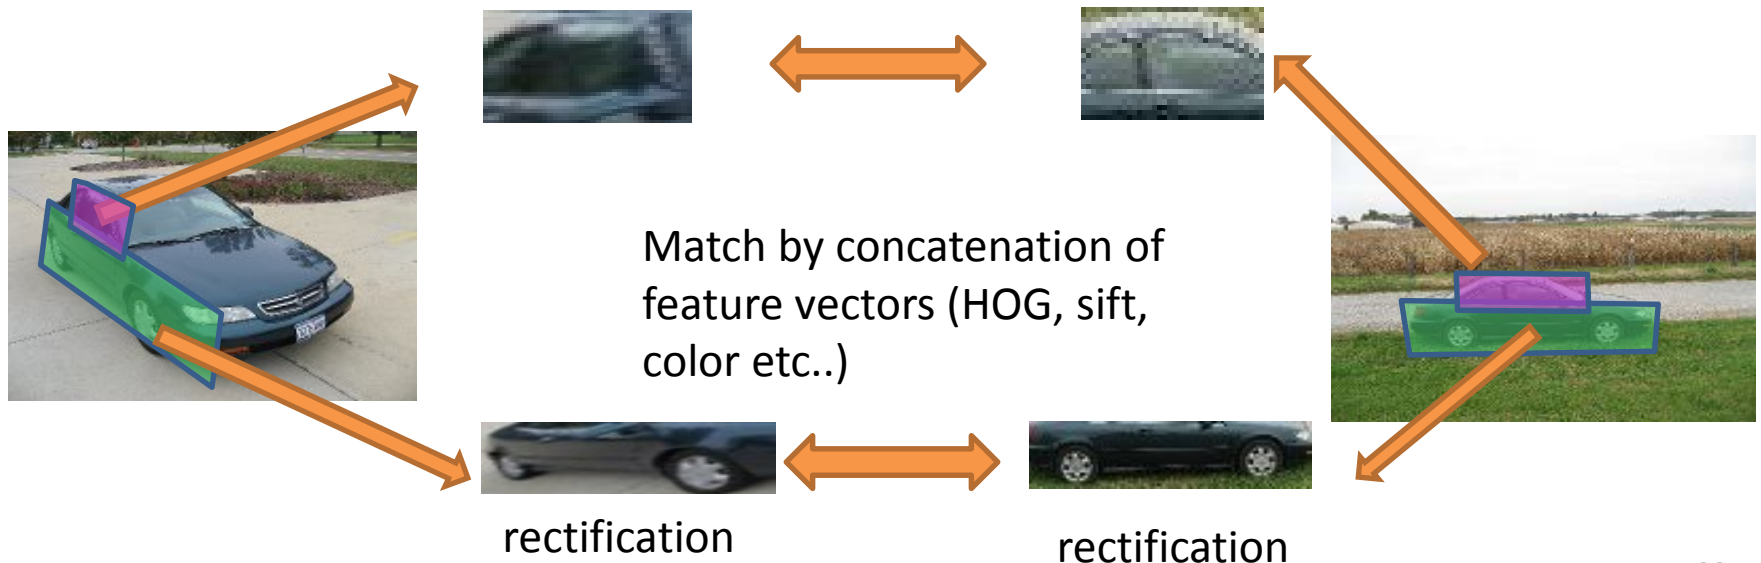 Match by concatenation of
feature vectors (HOG, sift,
color etc..)
rectification
rectification